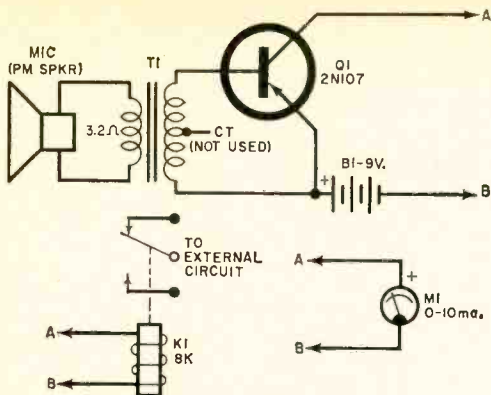 MIC
(PM SPKR)
T1
3.2Ω
CT
(NOT USED)
Q1
2N107
A
+
B1-9V.
B
TO
EXTERNAL
CIRCUIT
A
B
K1
8K
A
+
M1
0-10ma.
B